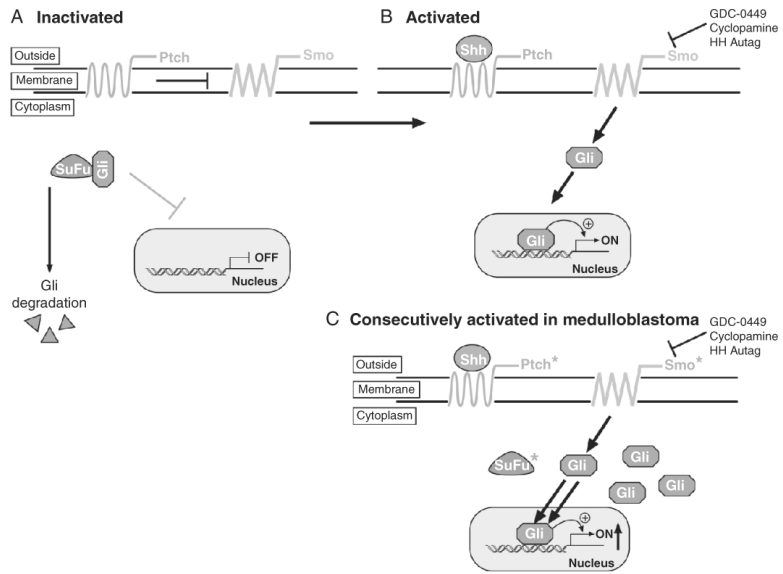 A Inactivated
Outside
Membrane
Cytoplasm
Ptch
Smo
SuFu
Gli
Gli
degradation
OFF
Nucleus
B Activated
GDC-0449
Cyclopamine
HH Autag
Shh
Ptch
Smo
Gli
Gli
+
ON
Nucleus
C Consecutively activated in medulloblastoma
GDC-0449
Cyclopamine
HH Autag
Outside
Membrane
Cytoplasm
Shh
Ptch*
Smo*
SuFu*
Gli
Gli
Gli
Gli
Gli
+
ON
Nucleus